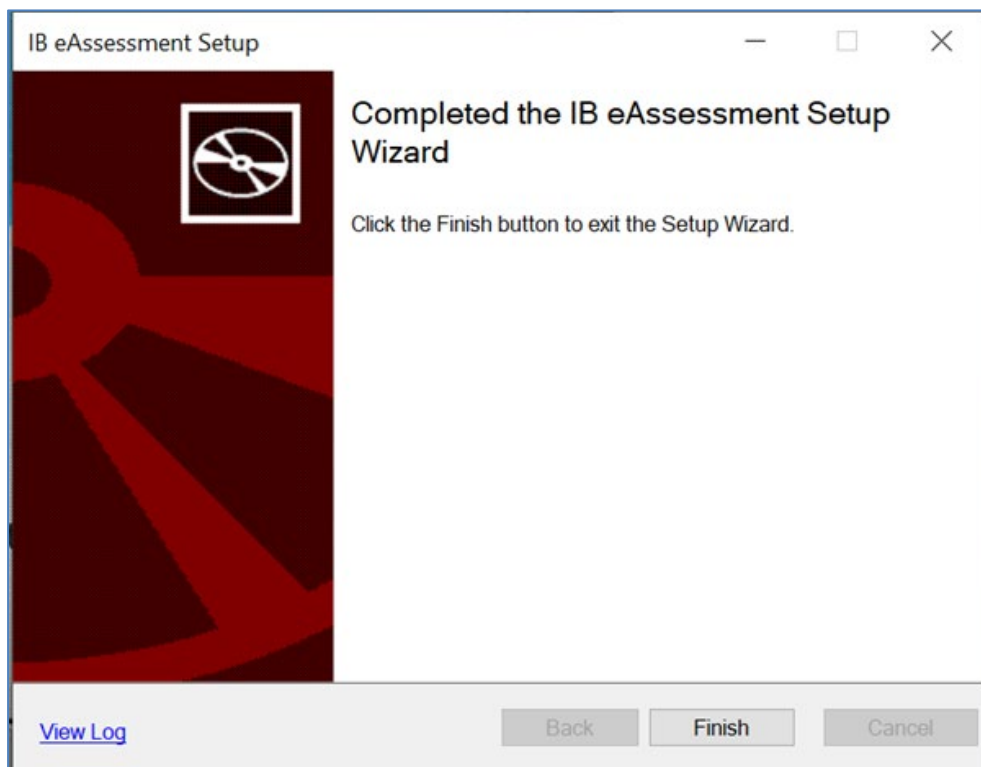 IB eAssessment Setup
Completed the IB eAssessment Setup
Wizard
Click the Finish button to exit the Setup Wizard.
View Log
Back
Finish
Cancel